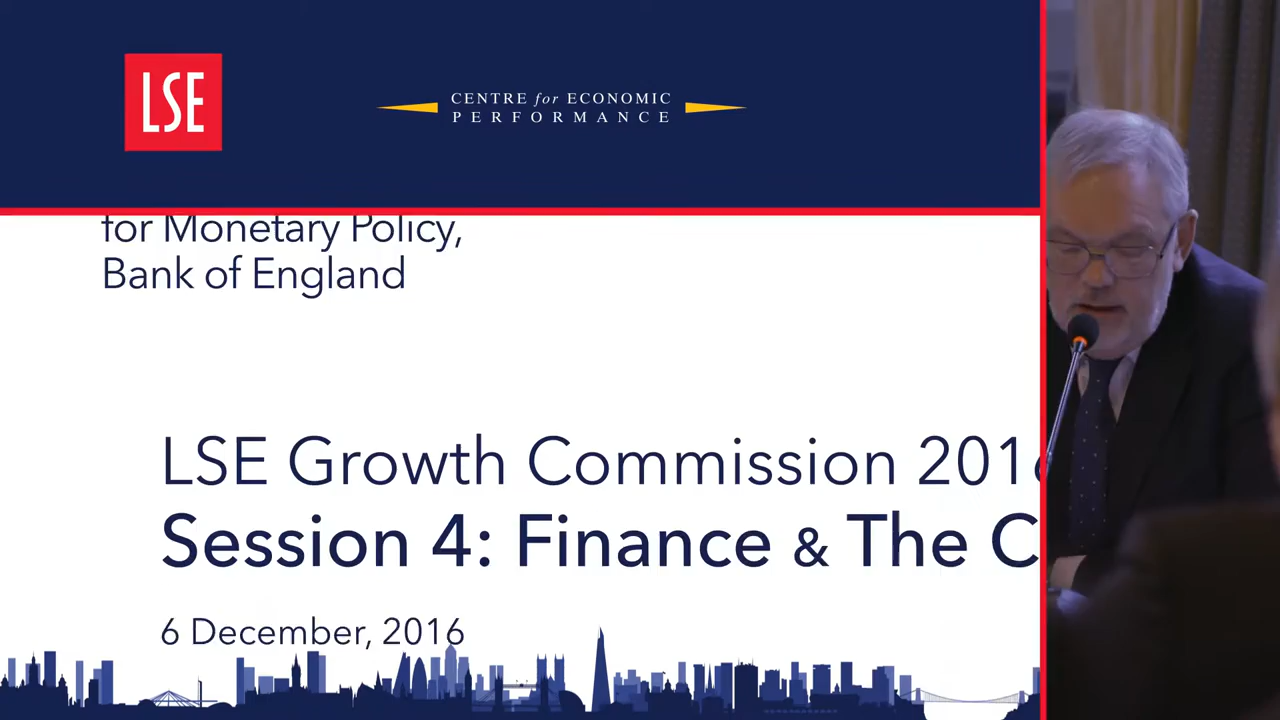 LSE
CENTRE for ECONOMIC
PERFORMANCE
for Monetary Policy,
Bank of England
LSE Growth Commission 2016
Session 4: Finance & The C
6 December, 2016